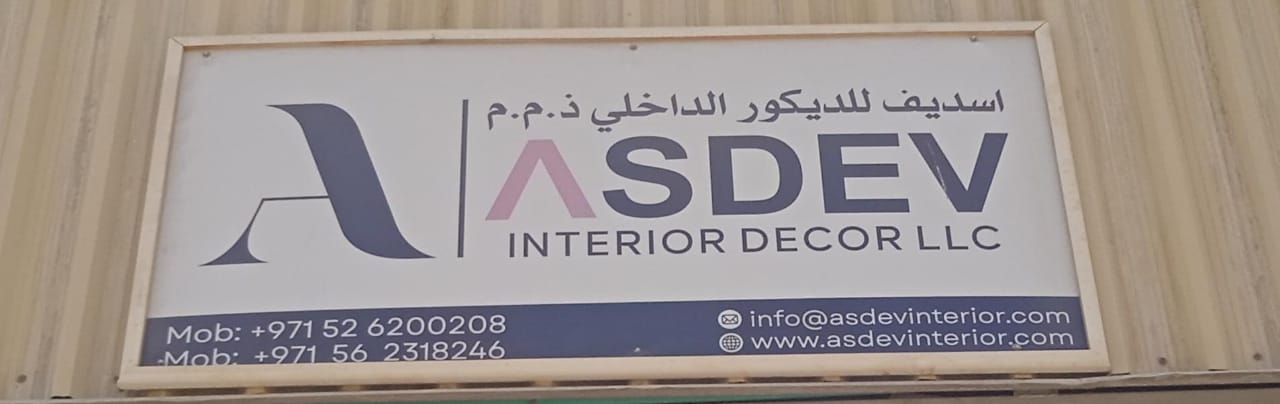 A
اسديف للديكور الداخلي ذ.م.م
ASDEV
INTERIOR DECOR LLC
Mob: +971 52 6200208
Mob: +971 56 2318246
info@asdevinterior.com
www.asdevinterior.com